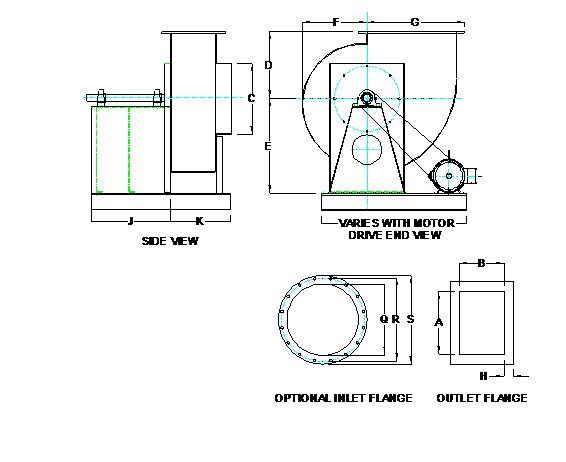 F
G
D
C
E
J
K
SIDE VIEW
VARIES WITH MOTOR
DRIVE END VIEW
B
A
Q R S
H
OPTIONAL INLET FLANGE
OUTLET FLANGE